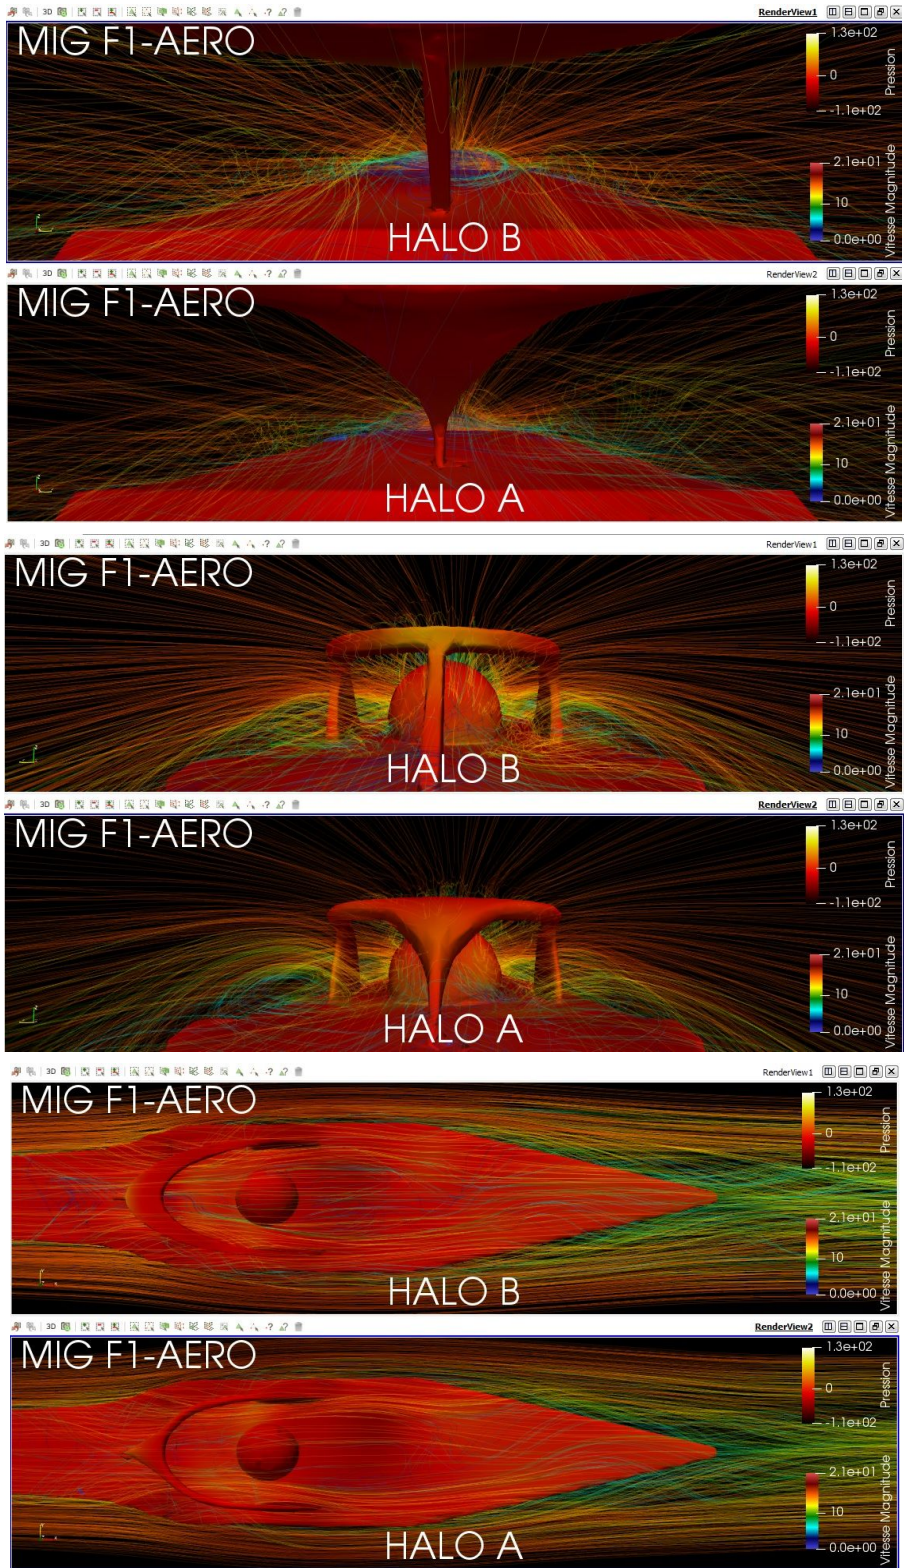 3D
RenderView1
MIG F1-AERO
1.3e+02
0
-1.1e+02
Pression
2.1e+01
10
0.0e+00
Vitesse Magnitude
HALO B
3D
RenderView2
MIG F1-AERO
1.3e+02
0
-1.1e+02
Pression
2.1e+01
10
0.0e+00
Vitesse Magnitude
HALO A
3D
RenderView1
MIG F1-AERO
1.3e+02
0
-1.1e+02
Pression
2.1e+01
10
0.0e+00
Vitesse Magnitude
HALO B
3D
RenderView2
MIG F1-AERO
1.3e+02
0
-1.1e+02
Pression
2.1e+01
10
0.0e+00
Vitesse Magnitude
HALO A
3D
RenderView1
MIG F1-AERO
1.3e+02
0
-1.1e+02
Pression
2.1e+01
10
0.0e+00
Vitesse Magnitude
HALO B
3D
RenderView2
MIG F1-AERO
1.3e+02
0
-1.1e+02
Pression
2.1e+01
10
0.0e+00
Vitesse Magnitude
HALO A